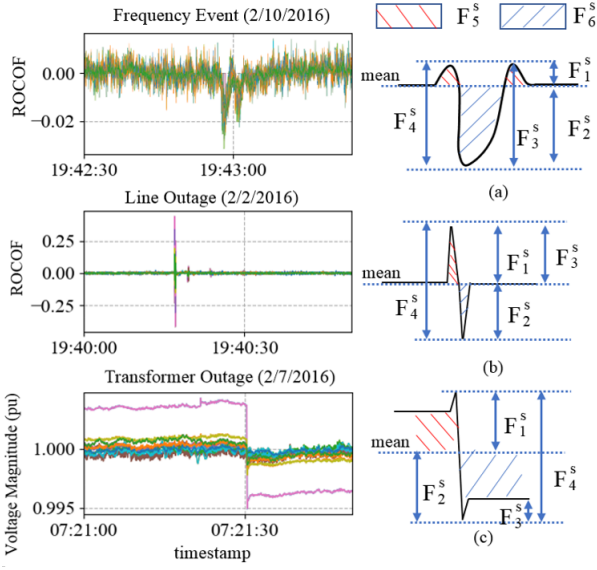 Frequency Event (2/10/2016)
ROCOF
0.00
−0.02
19:42:30
19:43:00
F5s
F6s
mean
F1s
F2s
F3s
F4s
(a)
Line Outage (2/2/2016)
ROCOF
0.25
0.00
−0.25
19:40:00
19:40:30
mean
F1s
F3s
F4s
F2s
(b)
Transformer Outage (2/7/2016)
Voltage Magnitude (pu)
1.000
0.995
07:21:00
07:21:30
timestamp
mean
F1s
F4s
F2s
F3s
(c)